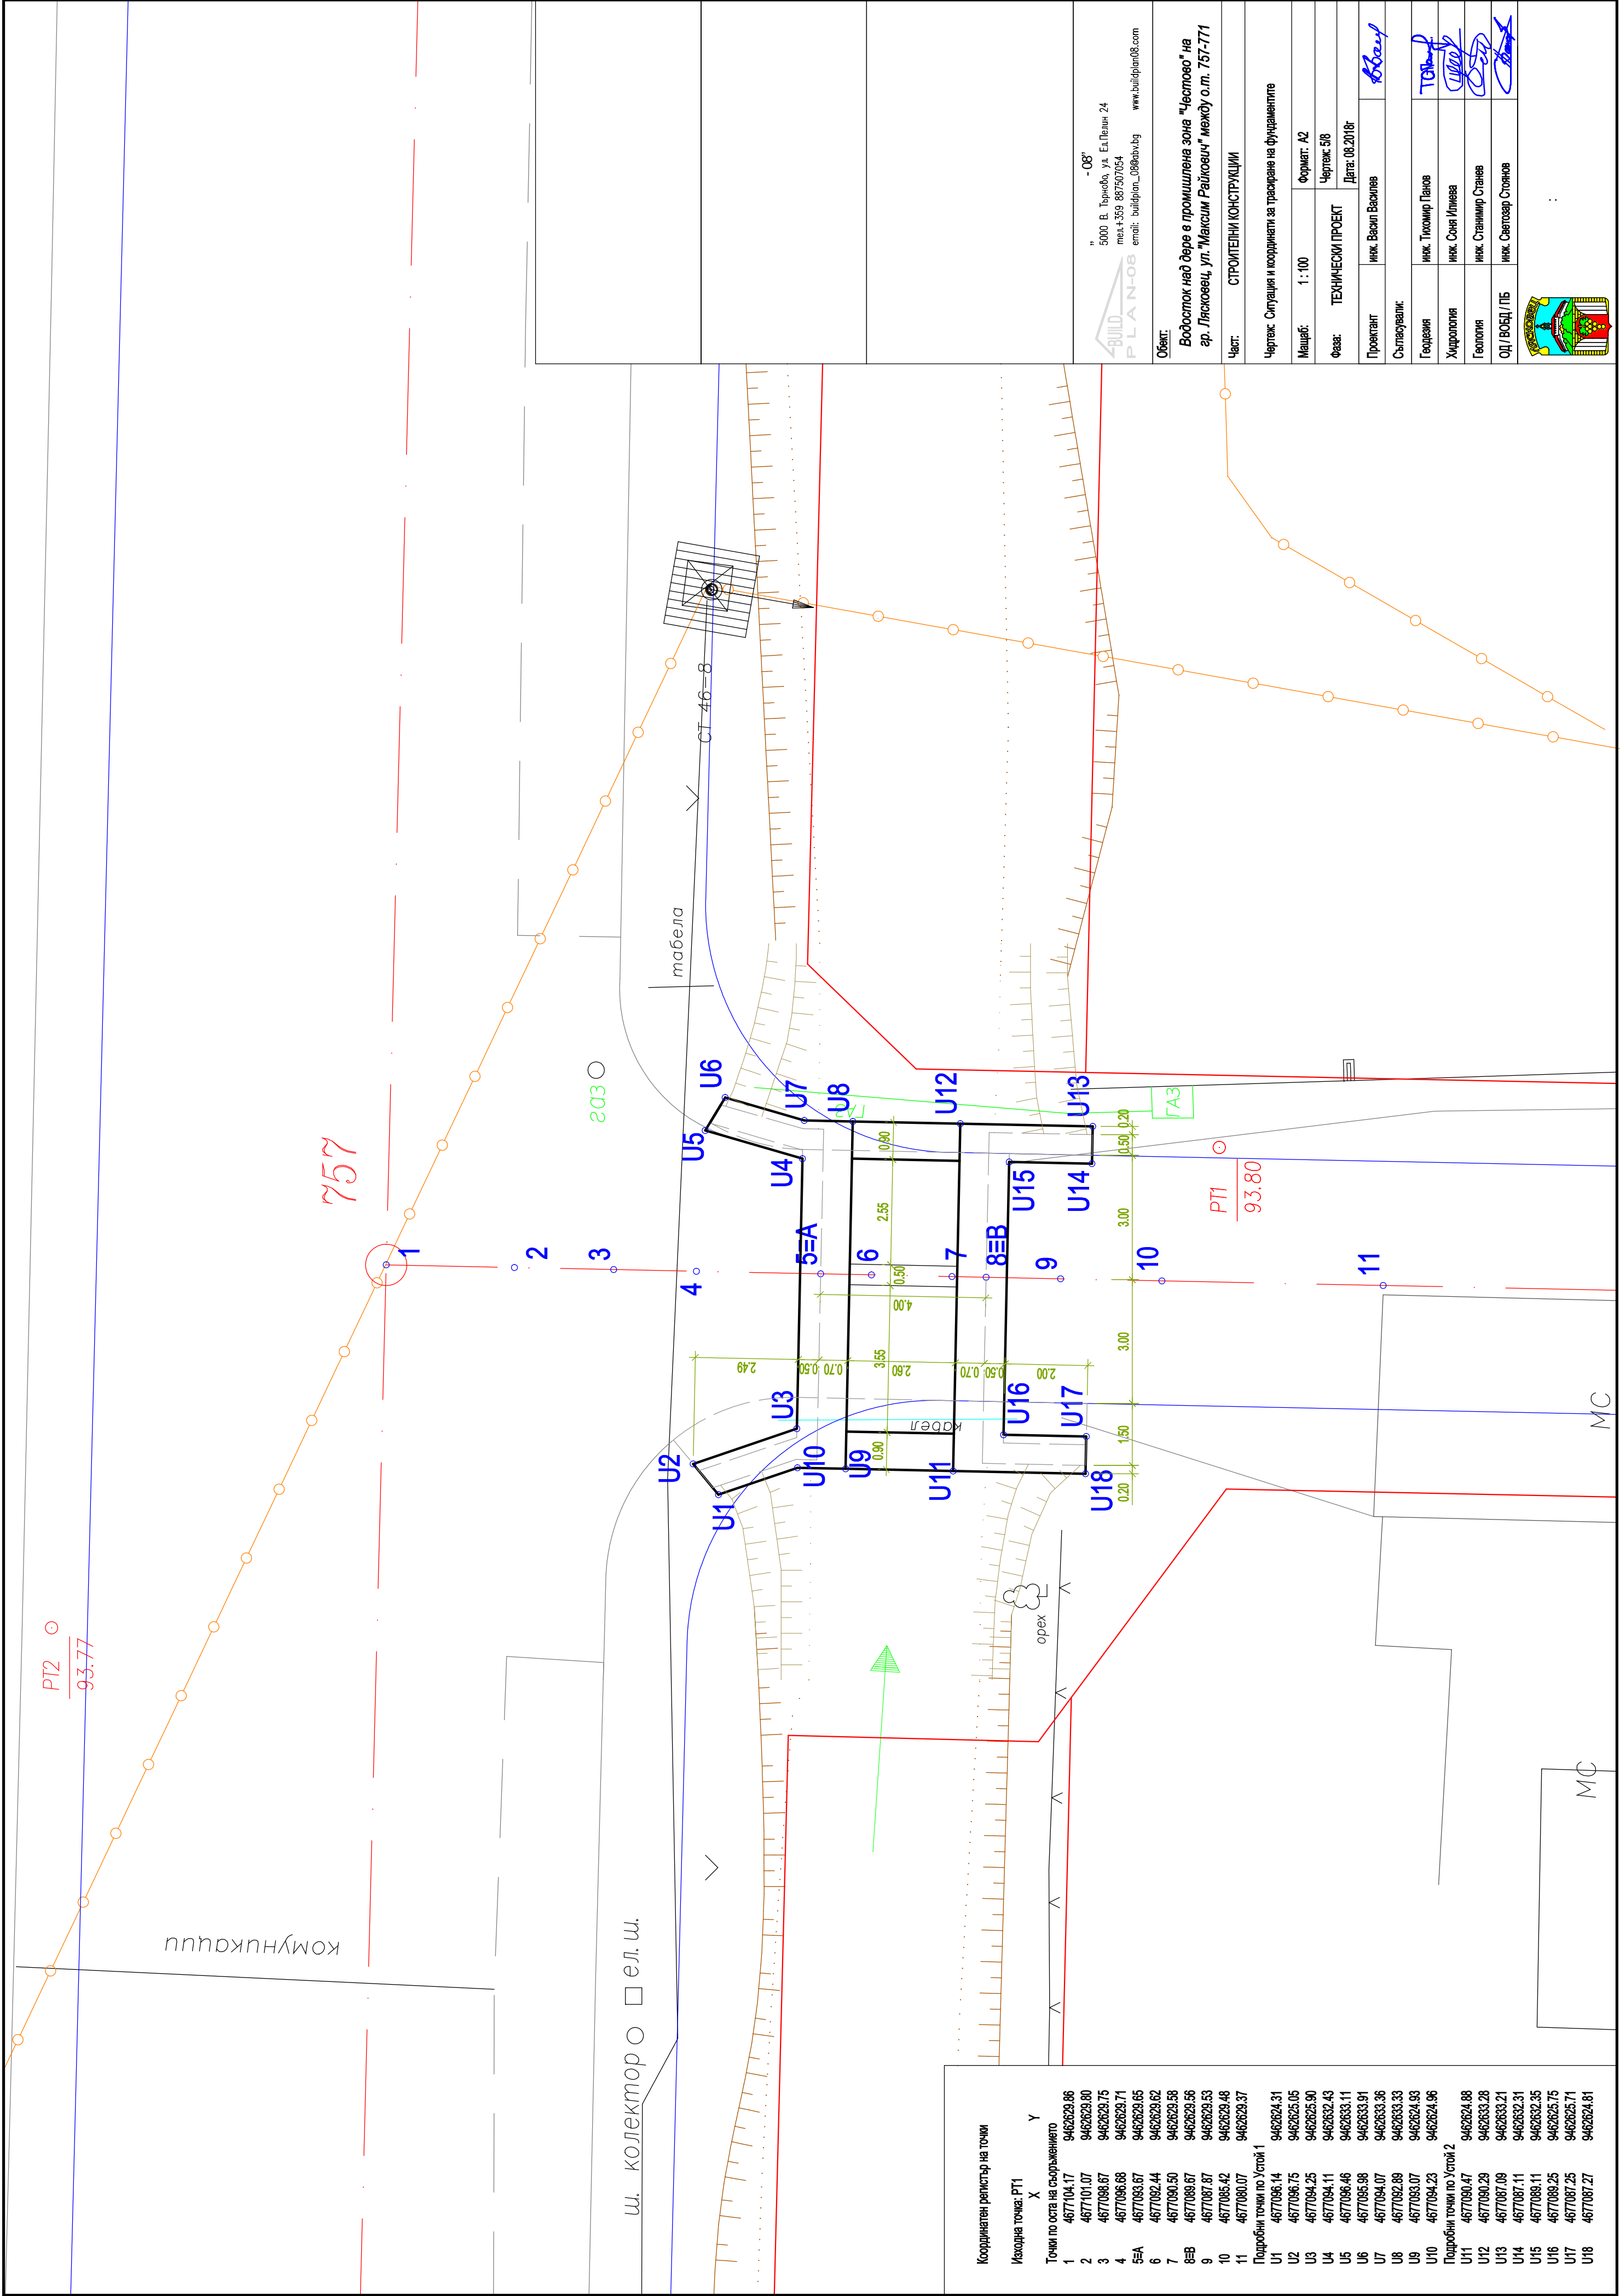 " - 08"
5000 В. Търново, ул. Ел.Пелин 24
тел.+359 887507054
email: buildplan_08@abv.bg www.buildplan08.com
BUILD
PLAN-08
Обект:
Водосток над дере в промишлена зона "Честово" на
гр. Лясковец, ул."Максим Райкович" между о.т. 757-771
Част: СТРОИТЕЛНИ КОНСТРУКЦИИ
Чертеж: Ситуация и координати за трасиране на фундаментите
Мащаб: 1 : 100 Формат: А2
Фаза: ТЕХНИЧЕСКИ ПРОЕКТ Чертеж: 5/8
Дата: 08.2018г
Проектант инж. Васил Василев
Съгласували:
Геодезия инж. Тихомир Панов
Хидрология инж. Соня Илиева
Геология инж. Станимир Станев
ОД / ВОБД / ПБ инж. Светозар Стоянов
:
РТ2
93.77
757
комуникации
ш. колектор
ел.ш.
газ
табела
СТ 46-8
1
2
3
4
5=A
6
7
8=B
9
10
11
U1
U2
U3
U4
U5
U6
U7
U8
U9
U10
U11
U12
U13
U14
U15
U16
U17
U18
2.49
0.50
0.70
2.60
0.70
0.50
2.00
4.00
0.90
3.55
0.50
2.55
0.90
0.20
1.50
3.00
3.00
0.50
0.20
кабел
ГАЗ
РТ1
93.80
орех
МС
МС
Координатен регистър на точки
Изходна точка: РТ1
X Y
Точки по оста на съоръжението
1 4677104.17 9462629.86
2 4677101.07 9462629.80
3 4677098.67 9462629.75
4 4677096.68 9462629.71
5=A 4677093.67 9462629.65
6 4677092.44 9462629.62
7 4677090.50 9462629.58
8=B 4677089.67 9462629.56
9 4677087.87 9462629.53
10 4677085.42 9462629.48
11 4677080.07 9462629.37
Подробни точки по Устой 1
U1 4677096.14 9462624.31
U2 4677096.75 9462625.05
U3 4677094.25 9462625.90
U4 4677094.11 9462632.43
U5 4677096.46 9462633.11
U6 4677095.98 9462633.91
U7 4677094.07 9462633.36
U8 4677092.89 9462633.33
U9 4677093.07 9462624.93
U10 4677094.23 9462624.96
Подробни точки по Устой 2
U11 4677090.47 9462624.88
U12 4677090.29 9462633.28
U13 4677087.09 9462633.21
U14 4677087.11 9462632.31
U15 4677089.11 9462632.35
U16 4677089.25 9462625.75
U17 4677087.25 9462625.71
U18 4677087.27 9462624.81